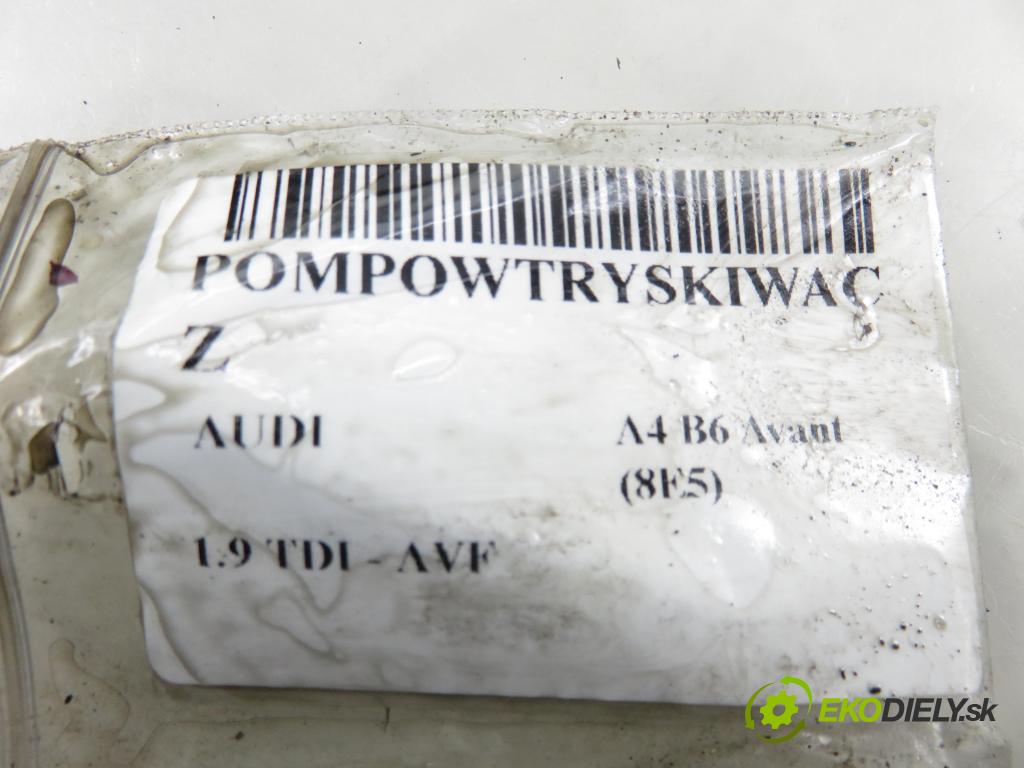 POMPOWTRYSKIWAC
Z
AUDI A4 B6 Avant
(8E5)
1.9 TDI - AVF
EKODIELY.sk